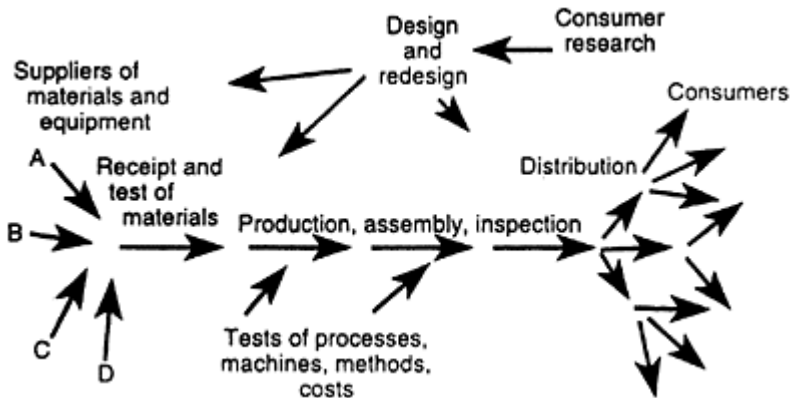 Design
and
redesign
Consumer
research
Suppliers of
materials and
equipment
Consumers
A
Receipt and
test of
materials
Distribution
B
Production, assembly, inspection
C
D
Tests of processes,
machines, methods,
costs